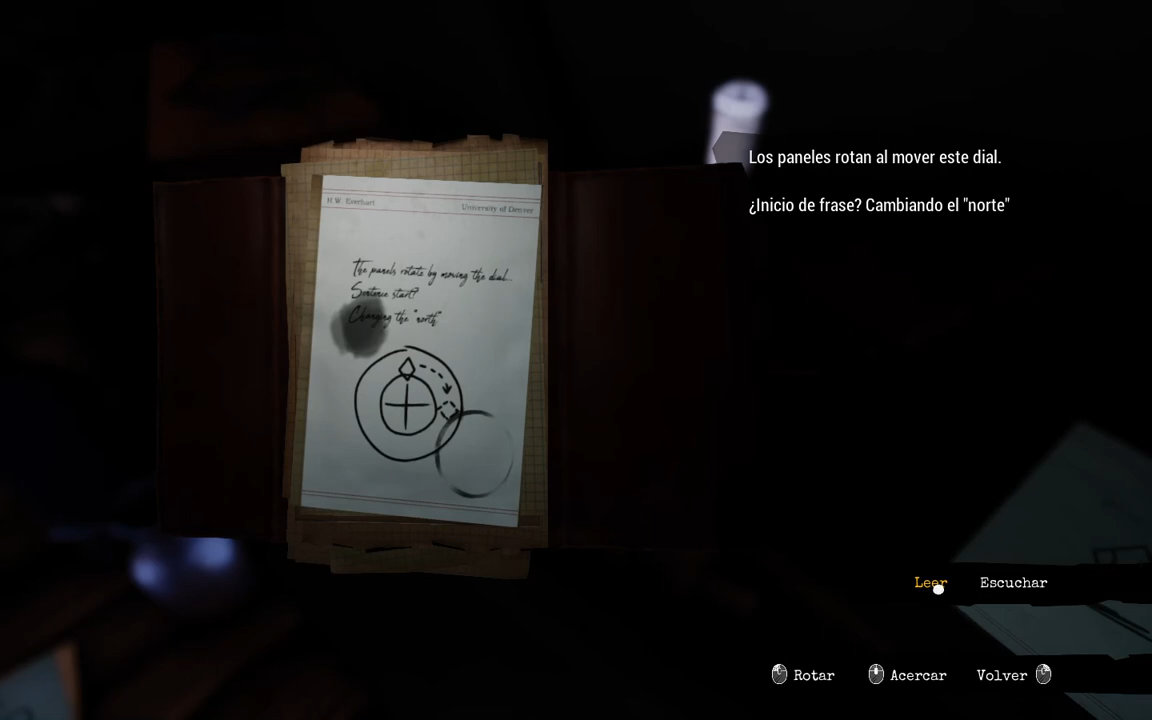 H.W. Everhart
University of Denver
The panels rotate by moving the dial...
Sentence start?
Changing the "north"
Los paneles rotan al mover este dial.
¿Inicio de frase? Cambiando el "norte"
Leer
Escuchar
Rotar
Acercar
Volver